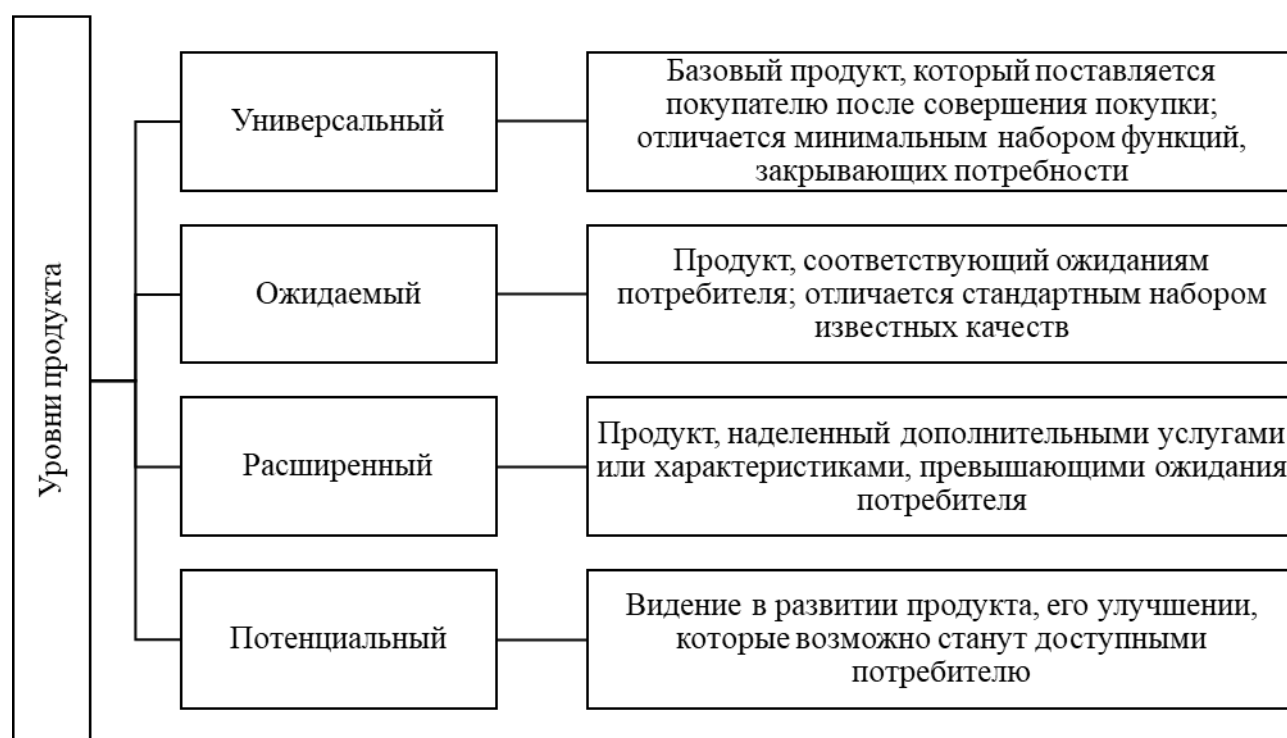 Уровни продукта
Универсальный
Базовый продукт, который поставляется
покупателю после совершения покупки;
отличается минимальным набором функций,
закрывающих потребности
Ожидаемый
Продукт, соответствующий ожиданиям
потребителя; отличается стандартным набором
известных качеств
Расширенный
Продукт, наделенный дополнительными услугами
или характеристиками, превышающими ожидания
потребителя
Потенциальный
Видение в развитии продукта, его улучшении,
которые возможно станут доступными
потребителю